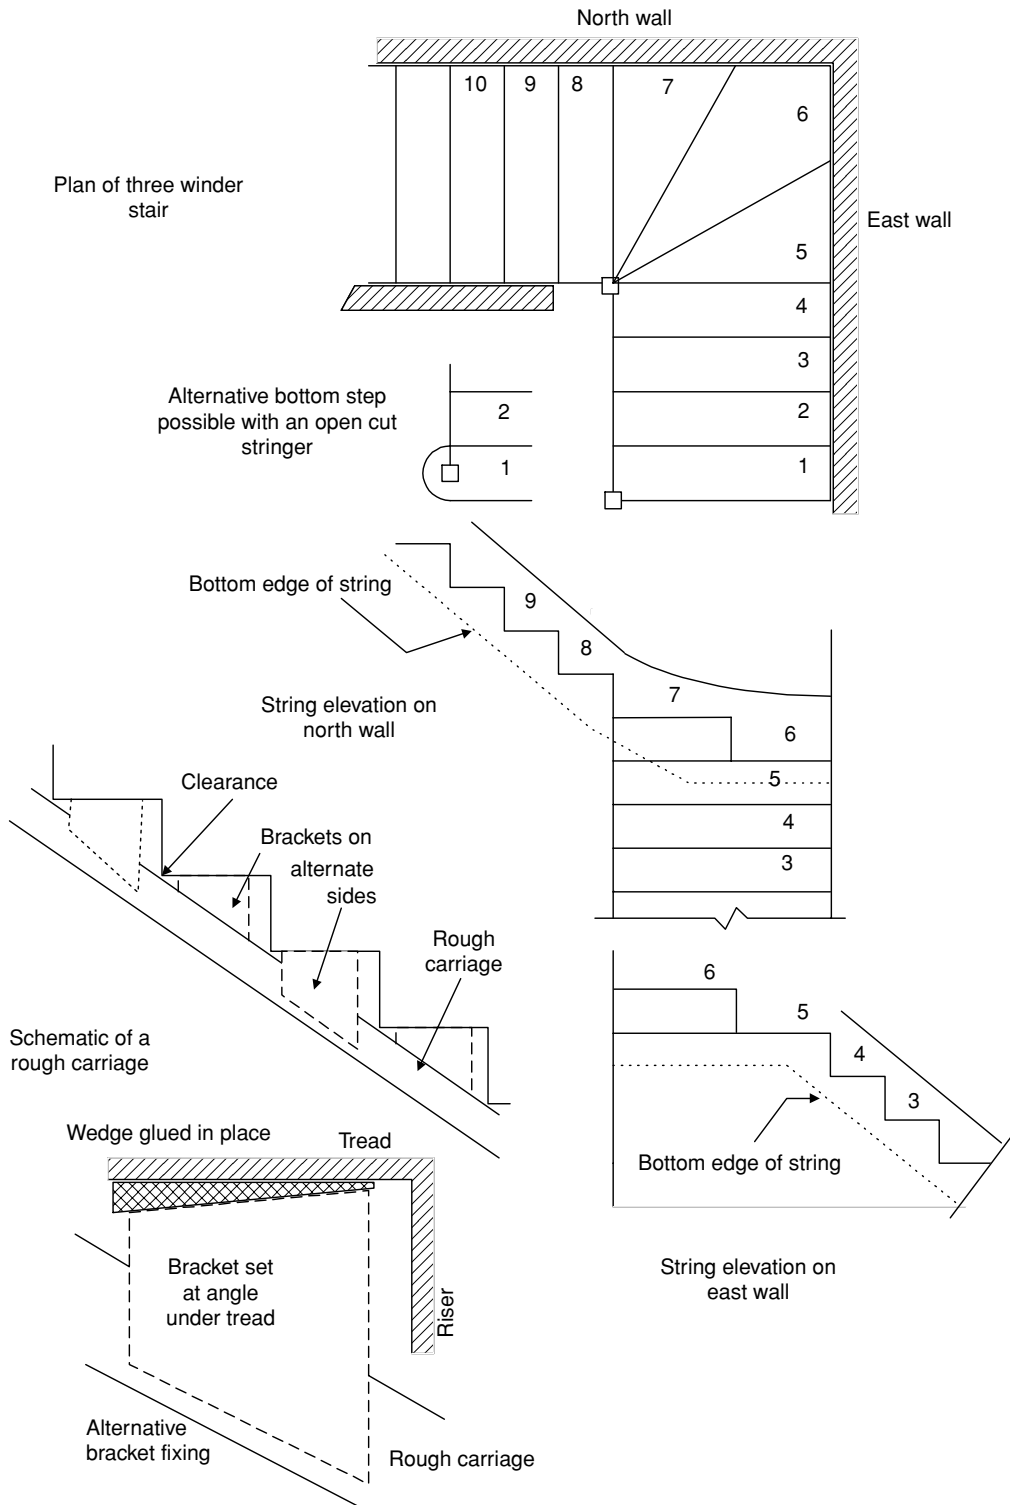 North wall
10
9
8
7
6
5
4
3
2
1
East wall
Plan of three winder
stair
Alternative bottom step
possible with an open cut
stringer
2
1
Bottom edge of string
9
8
7
6
5
4
3
String elevation on
north wall
Clearance
Brackets on
alternate
sides
Rough
carriage
Schematic of a
rough carriage
6
5
4
3
Bottom edge of string
String elevation on
east wall
Wedge glued in place
Tread
Bracket set
at angle
under tread
Riser
Alternative
bracket fixing
Rough carriage